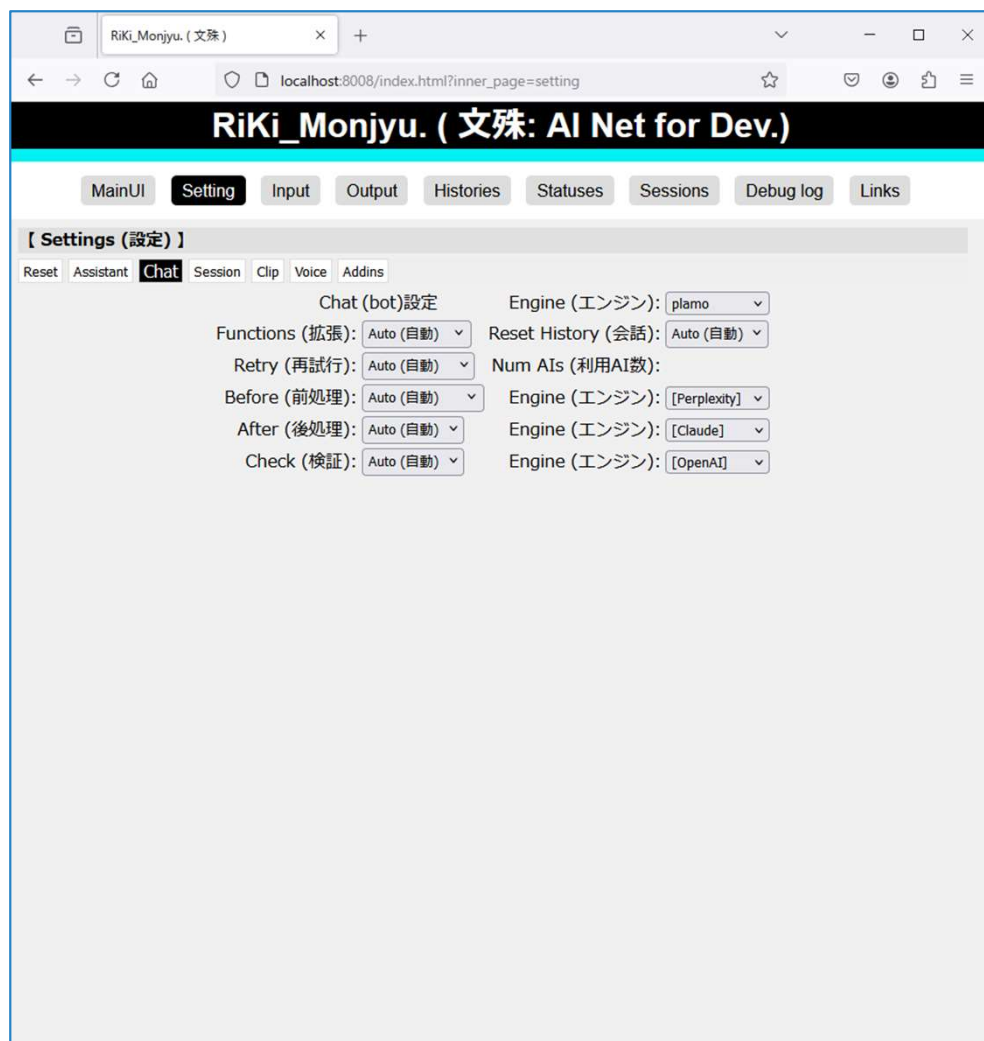 RiKi_Monjyu. ( 文殊 )
localhost:8008/index.html?inner_page=setting
RiKi_Monjyu. ( 文殊: AI Net for Dev.)
MainUI Setting Input Output Histories Statuses Sessions Debug log Links
【 Settings (設定) 】
Reset Assistant Chat Session Clip Voice Addins
Chat (bot)設定 Engine (エンジン): plamo
Functions (拡張): Auto (自動) Reset History (会話): Auto (自動)
Retry (再試行): Auto (自動) Num AIs (利用AI数):
Before (前処理): Auto (自動) Engine (エンジン): [Perplexity]
After (後処理): Auto (自動) Engine (エンジン): [Claude]
Check (検証): Auto (自動) Engine (エンジン): [OpenAI]